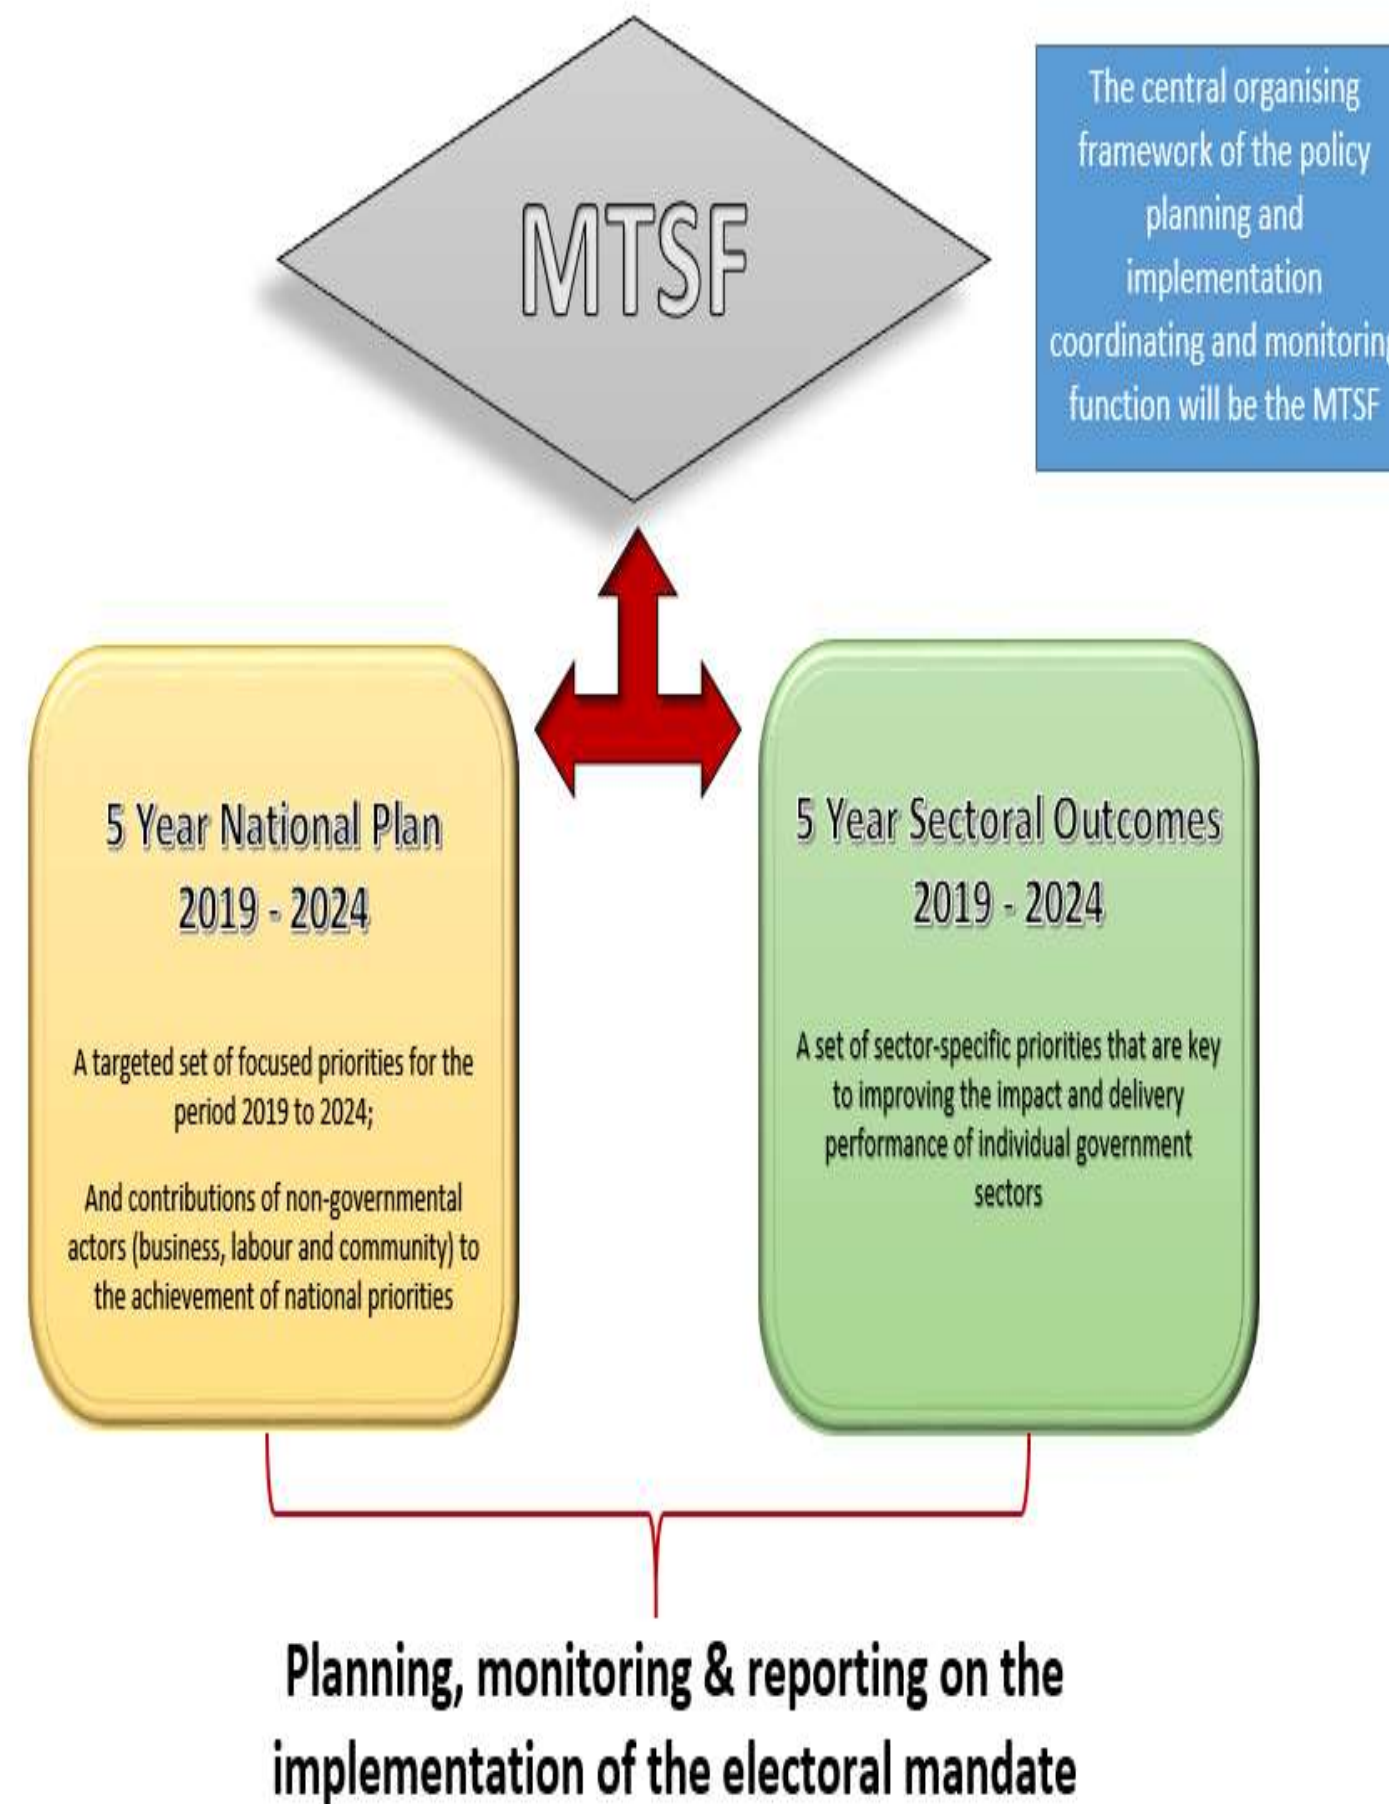 MTSF
The central organising
framework of the policy
planning and
implementation
coordinating and monitoring
function will be the MTSF
5 Year National Plan
2019 - 2024
A targeted set of focused priorities for the
period 2019 to 2024;
And contributions of non-governmental
actors (business, labour and community) to
the achievement of national priorities
5 Year Sectoral Outcomes
2019 - 2024
A set of sector-specific priorities that are key
to improving the impact and delivery
performance of individual government
sectors
Planning, monitoring & reporting on the
implementation of the electoral mandate